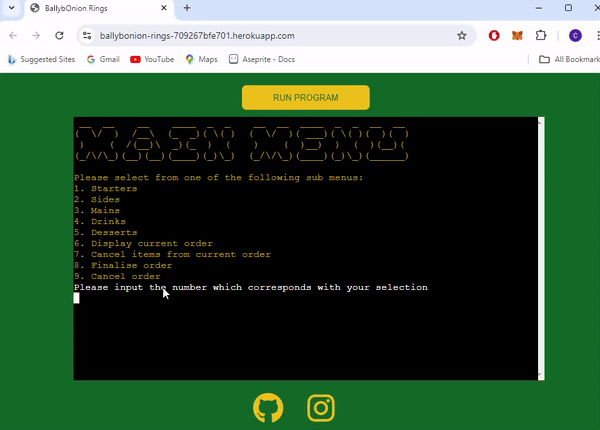 BallybOnion Rings
ballybonion-rings-709267bfe701.herokuapp.com
C
Suggested Sites
Gmail
YouTube
Maps
Aseprite - Docs
All Bookmark
RUN PROGRAM
MAIN MENU
Please select from one of the following sub menus:
1. Starters
2. Sides
3. Mains
4. Drinks
5. Desserts
6. Display current order
7. Cancel items from current order
8. Finalise order
9. Cancel order
Please input the number which corresponds with your selection